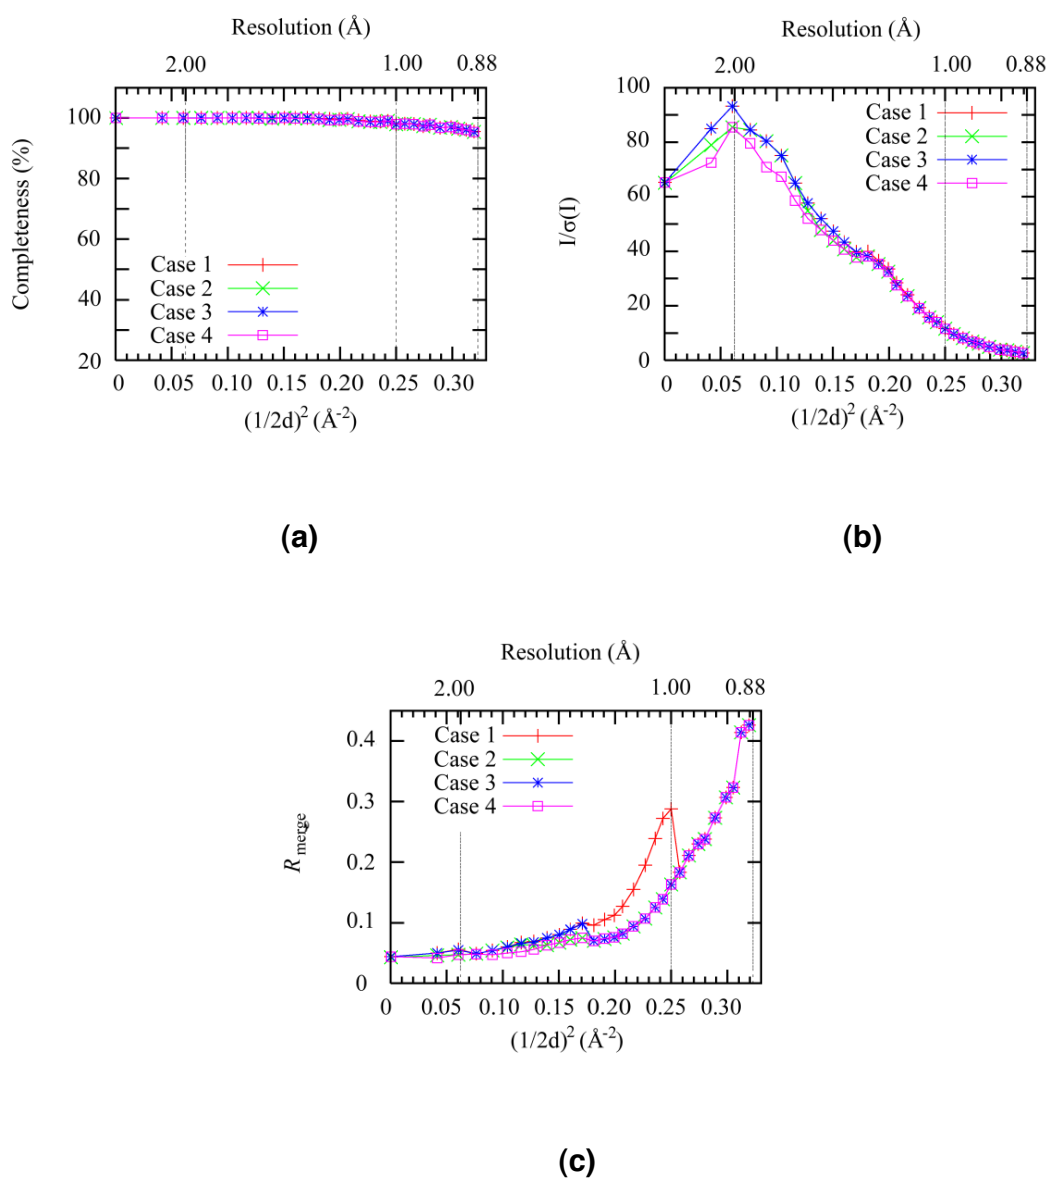 (a)
Resolution (Å)
2.00 1.00 0.88
100
80
60
40
20
Completeness (%)
Case 1
Case 2
Case 3
Case 4
0 0.05 0.10 0.15 0.20 0.25 0.30
(1/2d)² (Å⁻²)
(b)
Resolution (Å)
2.00 1.00 0.88
100
80
60
40
20
0
I/σ(I)
Case 1
Case 2
Case 3
Case 4
0 0.05 0.10 0.15 0.20 0.25 0.30
(1/2d)² (Å⁻²)
(a)
(b)
Resolution (Å)
2.00 1.00 0.88
0.4
0.3
0.2
0.1
0
Rmerge
Case 1
Case 2
Case 3
Case 4
0 0.05 0.10 0.15 0.20 0.25 0.30
(1/2d)² (Å⁻²)
(c)